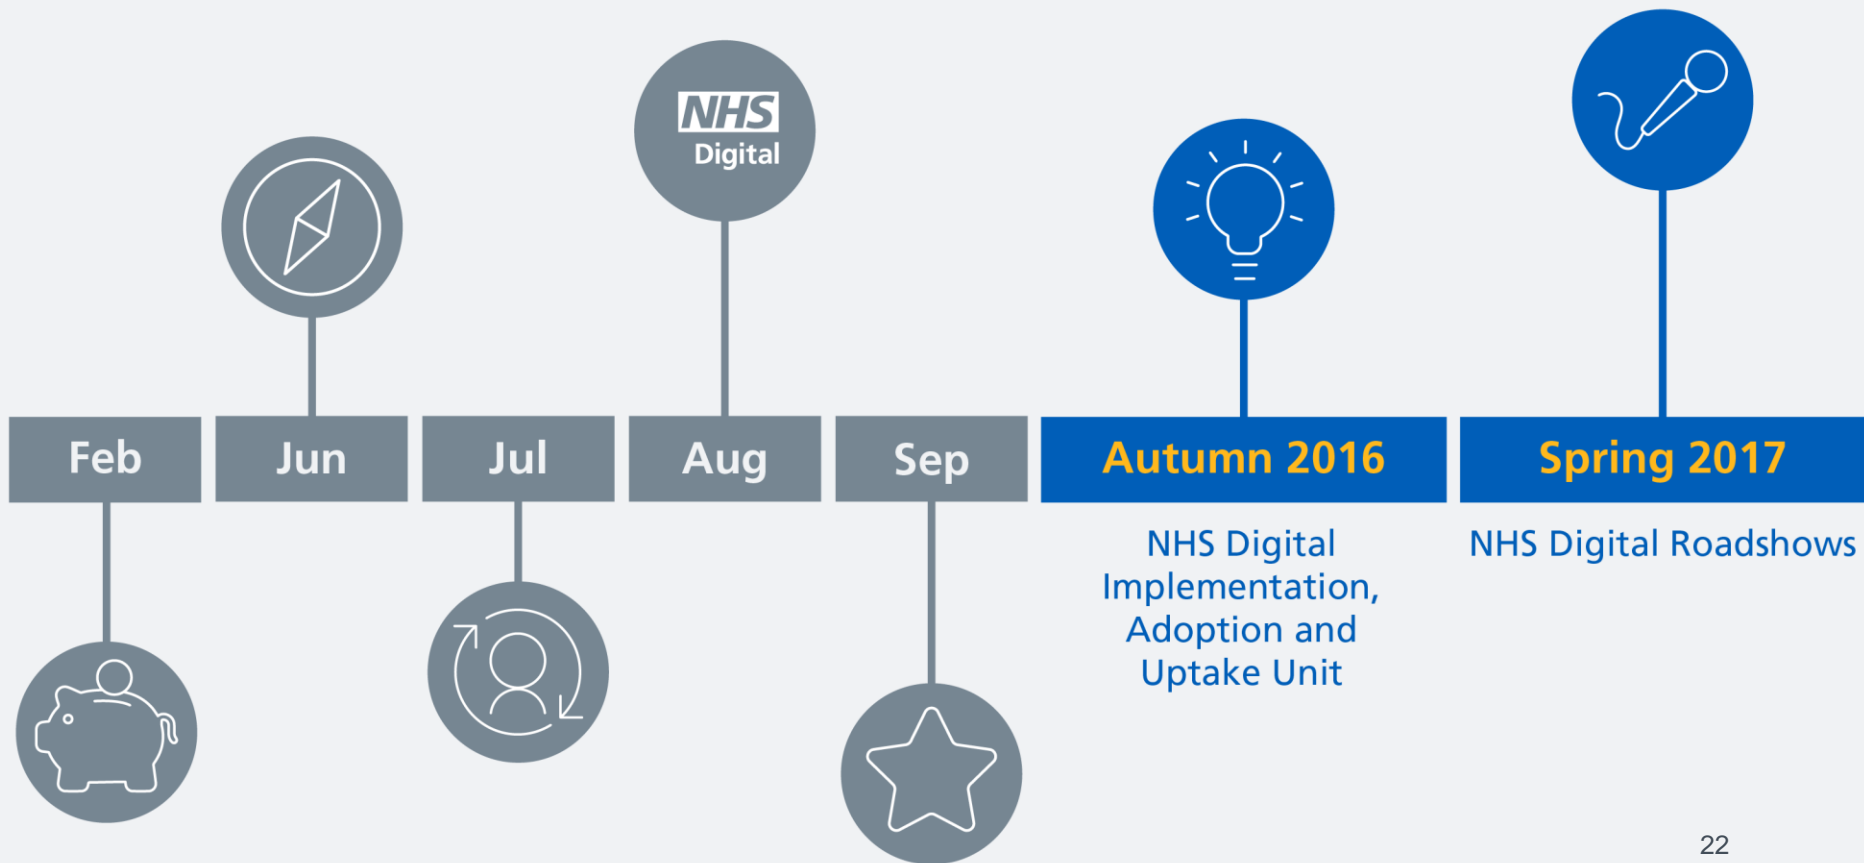 NHS
Digital
Feb
Jun
Jul
Aug
Sep
Autumn 2016
Spring 2017
NHS Digital
Implementation,
Adoption and
Uptake Unit
NHS Digital Roadshows
22